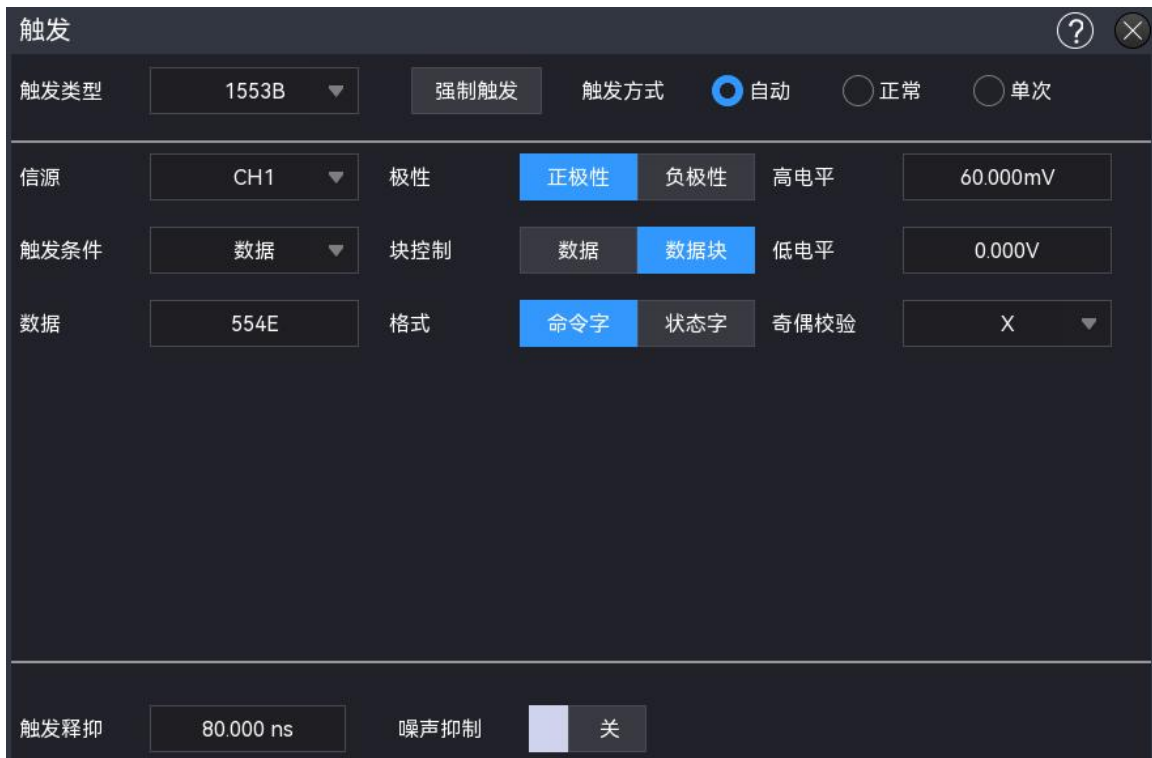 触发
触发类型 1553B 强制触发 触发方式 自动 正常 单次
信源 CH1 极性 正极性 负极性 高电平 60.000mV
触发条件 数据 块控制 数据 数据块 低电平 0.000V
数据 554E 格式 命令字 状态字 奇偶校验 X
触发释抑 80.000 ns 噪声抑制 关